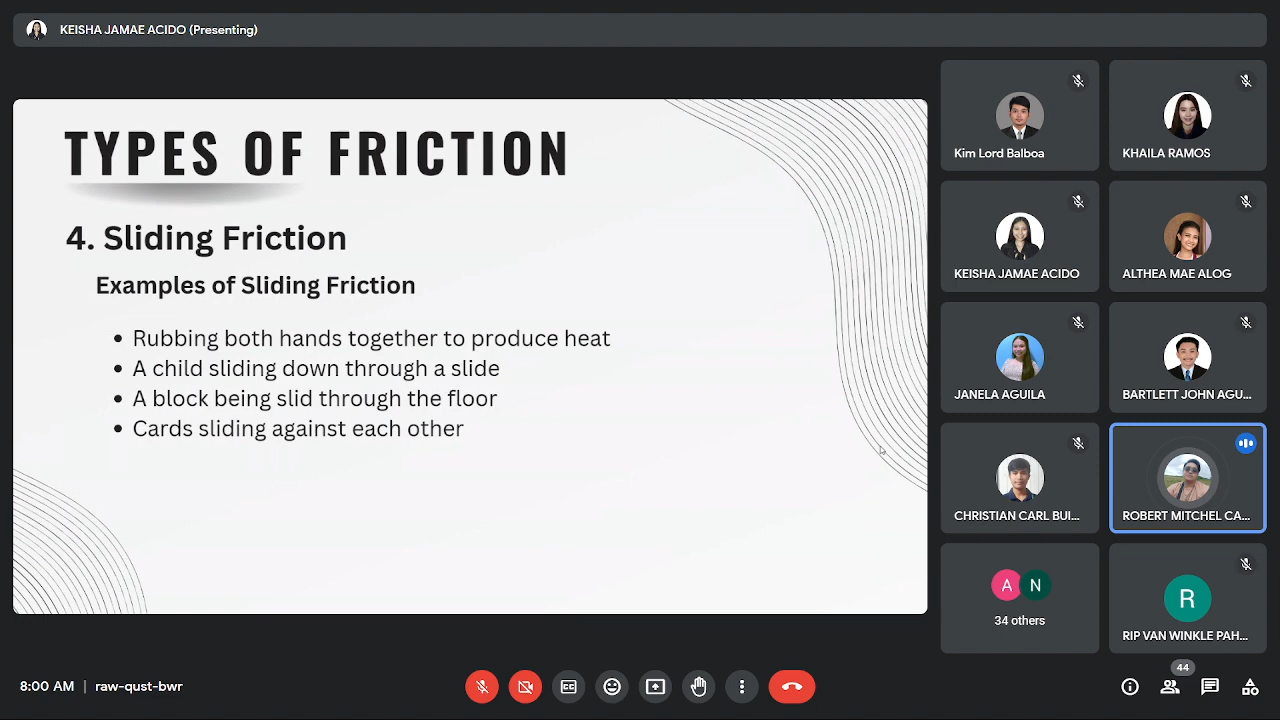 KEISHA JAMAE ACIDO (Presenting)
TYPES OF FRICTION
4. Sliding Friction
Examples of Sliding Friction
• Rubbing both hands together to produce heat
• A child sliding down through a slide
• A block being slid through the floor
• Cards sliding against each other
Kim Lord Balboa
KHAILA RAMOS
KEISHA JAMAE ACIDO
ALTHEA MAE ALOG
JANELA AGUILA
BARTLETT JOHN AGU...
CHRISTIAN CARL BUI...
ROBERT MITCHEL CA...
A N
34 others
R
RIP VAN WINKLE PAH...
8:00 AM | raw-qust-bwr
44